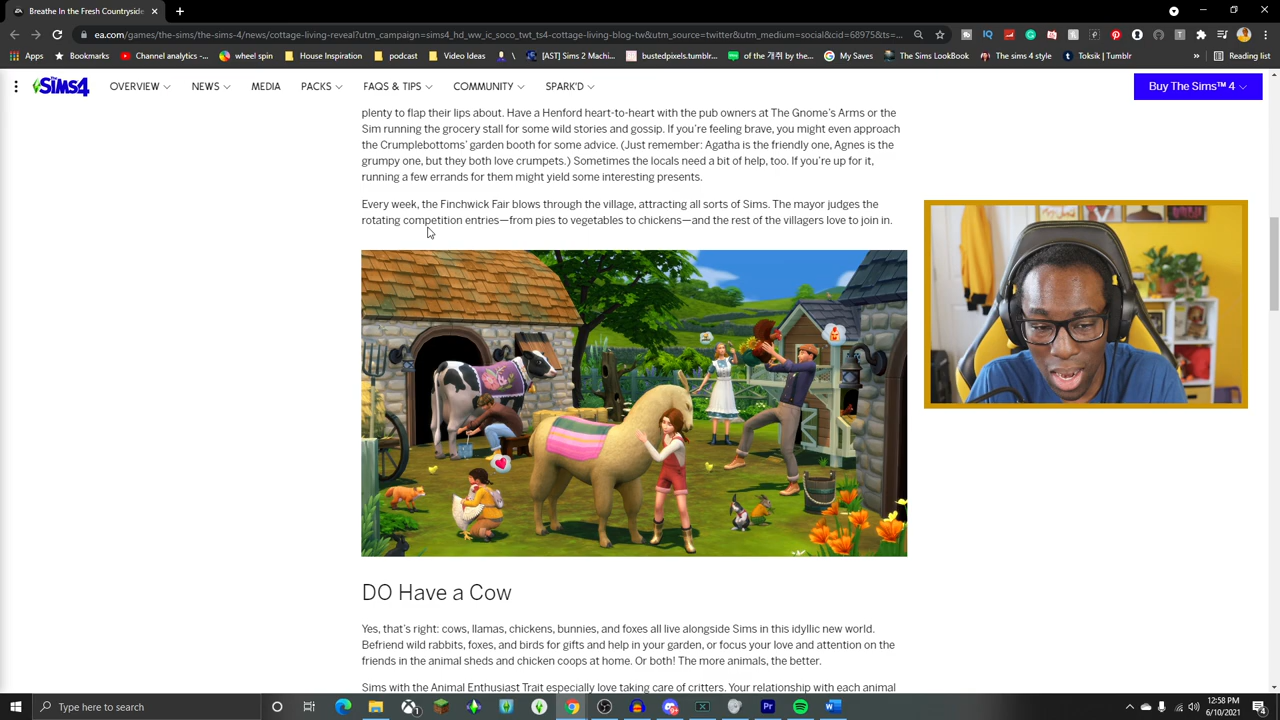 Enjoy the Countryside in
ea.com/games/the-sims/the-sims-4/news/cottage-living-reveal?utm_campaign=sims4_hd_ww_ic_soco_twt_ts4-cottage-living-blog-tw&utm_source=twitter&utm_medium=social&cid=68975&ts=...
Apps
Bookmarks
Channel analytics -...
wheel spin
House Inspiration
podcast
Video Ideas
[AST] Sims 2 Machi...
bustedpixels.com
(2)
My Drive - Google...
SSSVitlans
Sims LookBook
Toksik | Tumblr
»
Reading list
The Sims 4
OVERVIEW
NEWS
MEDIA
PACKS
FAQS & TIPS
COMMUNITY
SPARK'D
Buy The Sims™ 4
plenty to flap their lips about. Have a Henford heart-to-heart with the pub owners at The Gnome's Arms or the
Sim running the grocery stall for some wild stories and gossip. If you're feeling brave, you might even approach
the Crumplebottoms' garden booth for some advice. (Just remember: Agatha is the friendly one, Agnes is the
grumpy one, but they both love crumpets.) Sometimes the locals need a bit of help, too. If you're up for it,
running a few errands for them might yield some interesting presents.
Every week, the Finchwick Fair blows through the village, attracting all sorts of Sims. The mayor judges the
rotating competition entries—from pies to vegetables to chickens—and the rest of the villagers love to join in.
DO Have a Cow
Yes, that's right: cows, llamas, chickens, bunnies, and foxes all live alongside Sims in this idyllic new world.
Befriend wild rabbits, foxes, and birds for gifts and help in your garden, or focus your love and attention on the
friends in the animal sheds and chicken coops at home. Or both! The more animals, the better.
Sims with the Animal Enthusiast Trait especially love taking care of critters. Your relationship with each animal
Type here to search
12:58 PM
6/10/2021